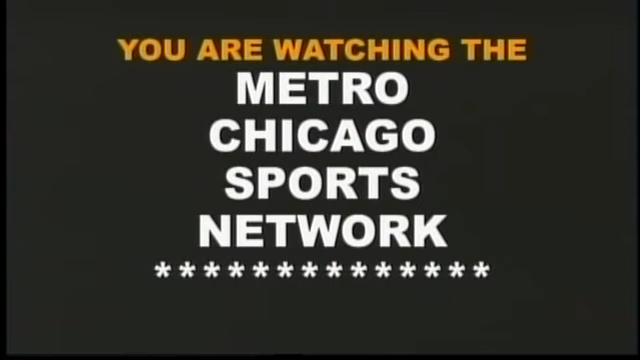 YOU ARE WATCHING THE
METRO
CHICAGO
SPORTS
NETWORK
**************